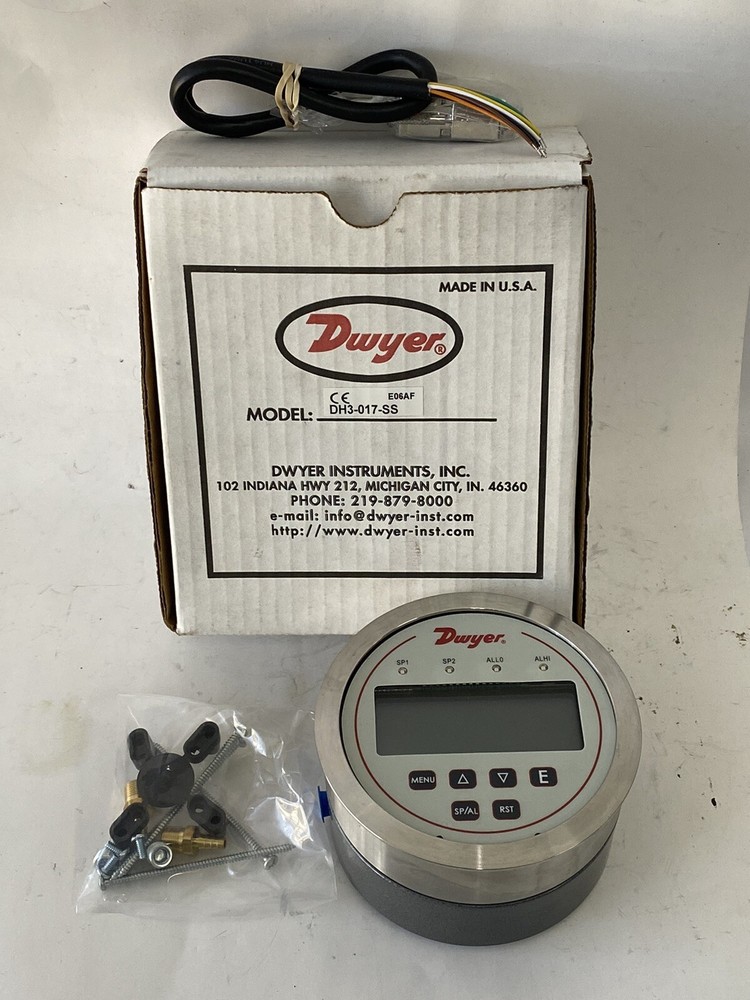 MADE IN U.S.A.
Dwyer®
CE E06AF
MODEL: DH3-017-SS
DWYER INSTRUMENTS, INC.
102 INDIANA HWY 212, MICHIGAN CITY, IN. 46360
PHONE: 219-879-8000
e-mail: info@dwyer-inst.com
http://www.dwyer-inst.com
Dwyer®
SP1 SP2 ALLO ALHI
MENU △ ▽ E
SP/AL RST